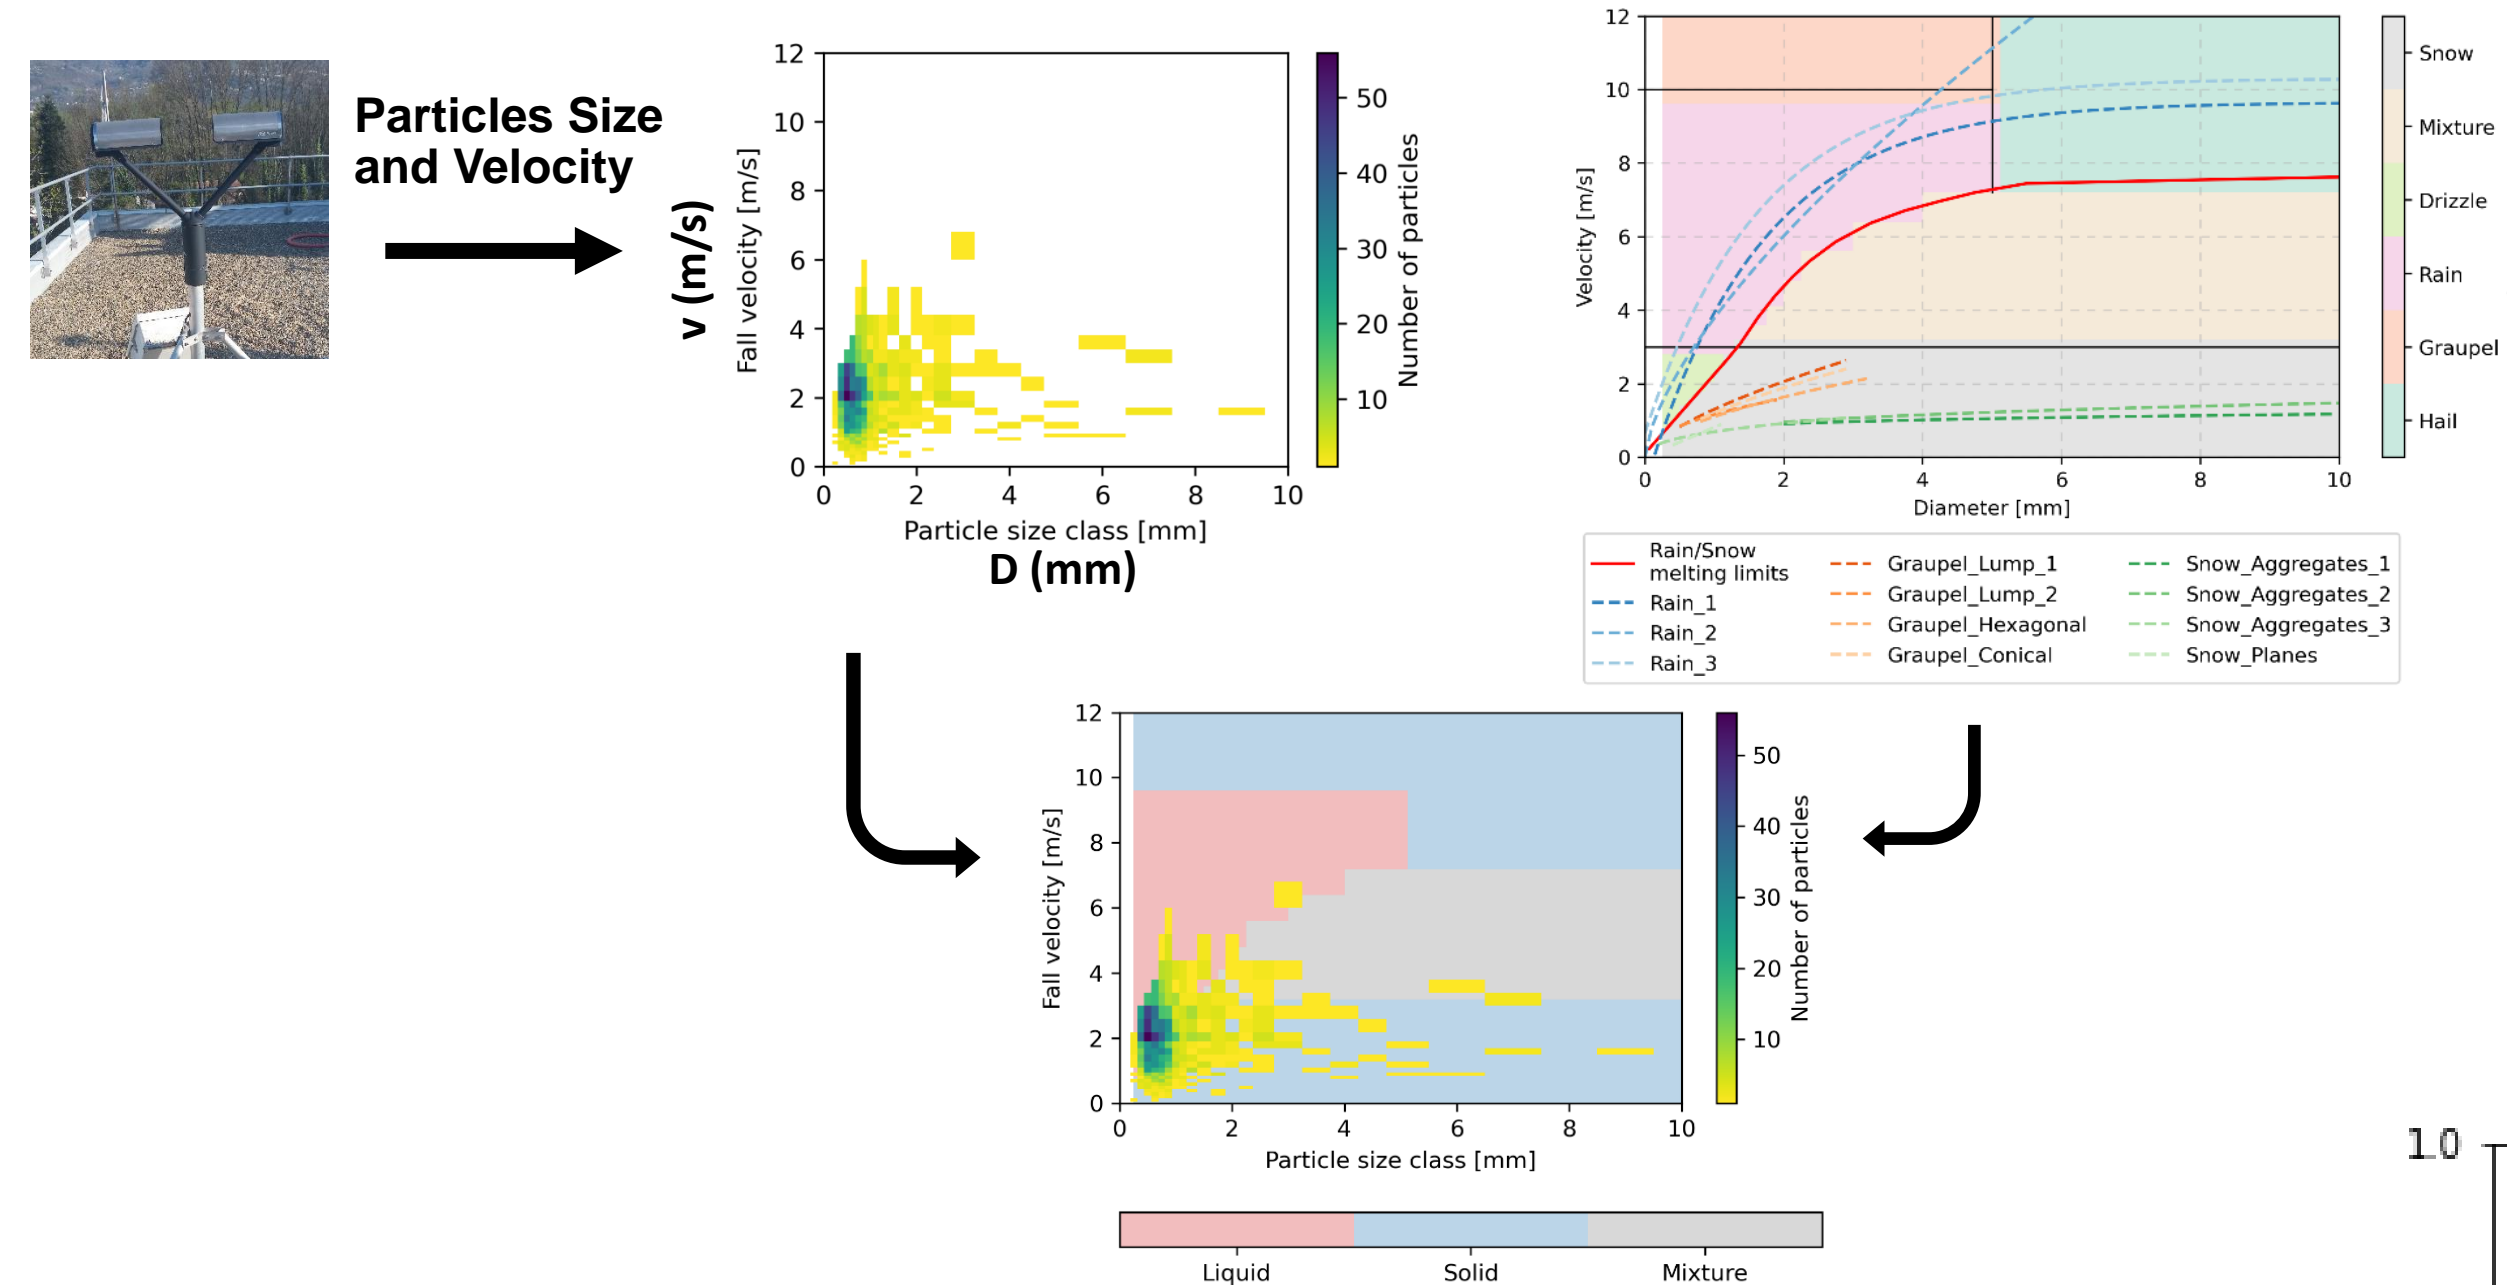 Particles Size
and Velocity
v (m/s)
Fall velocity [m/s]
12
10
8
6
4
2
0
0 2 4 6 8 10
Particle size class [mm]
D (mm)
50
40
30
20
10
Number of particles
Velocity [m/s]
12
10
8
6
4
2
0
0 2 4 6 8 10
Diameter [mm]
Snow
Mixture
Drizzle
Rain
Graupel
Hail
Rain/Snow
melting limits
Rain_1
Rain_2
Rain_3
Graupel_Lump_1
Graupel_Lump_2
Graupel_Hexagonal
Graupel_Conical
Snow_Aggregates_1
Snow_Aggregates_2
Snow_Aggregates_3
Snow_Planes
Fall velocity [m/s]
12
10
8
6
4
2
0
0 2 4 6 8 10
Particle size class [mm]
50
40
30
20
10
Number of particles
Liquid Solid Mixture
1.0